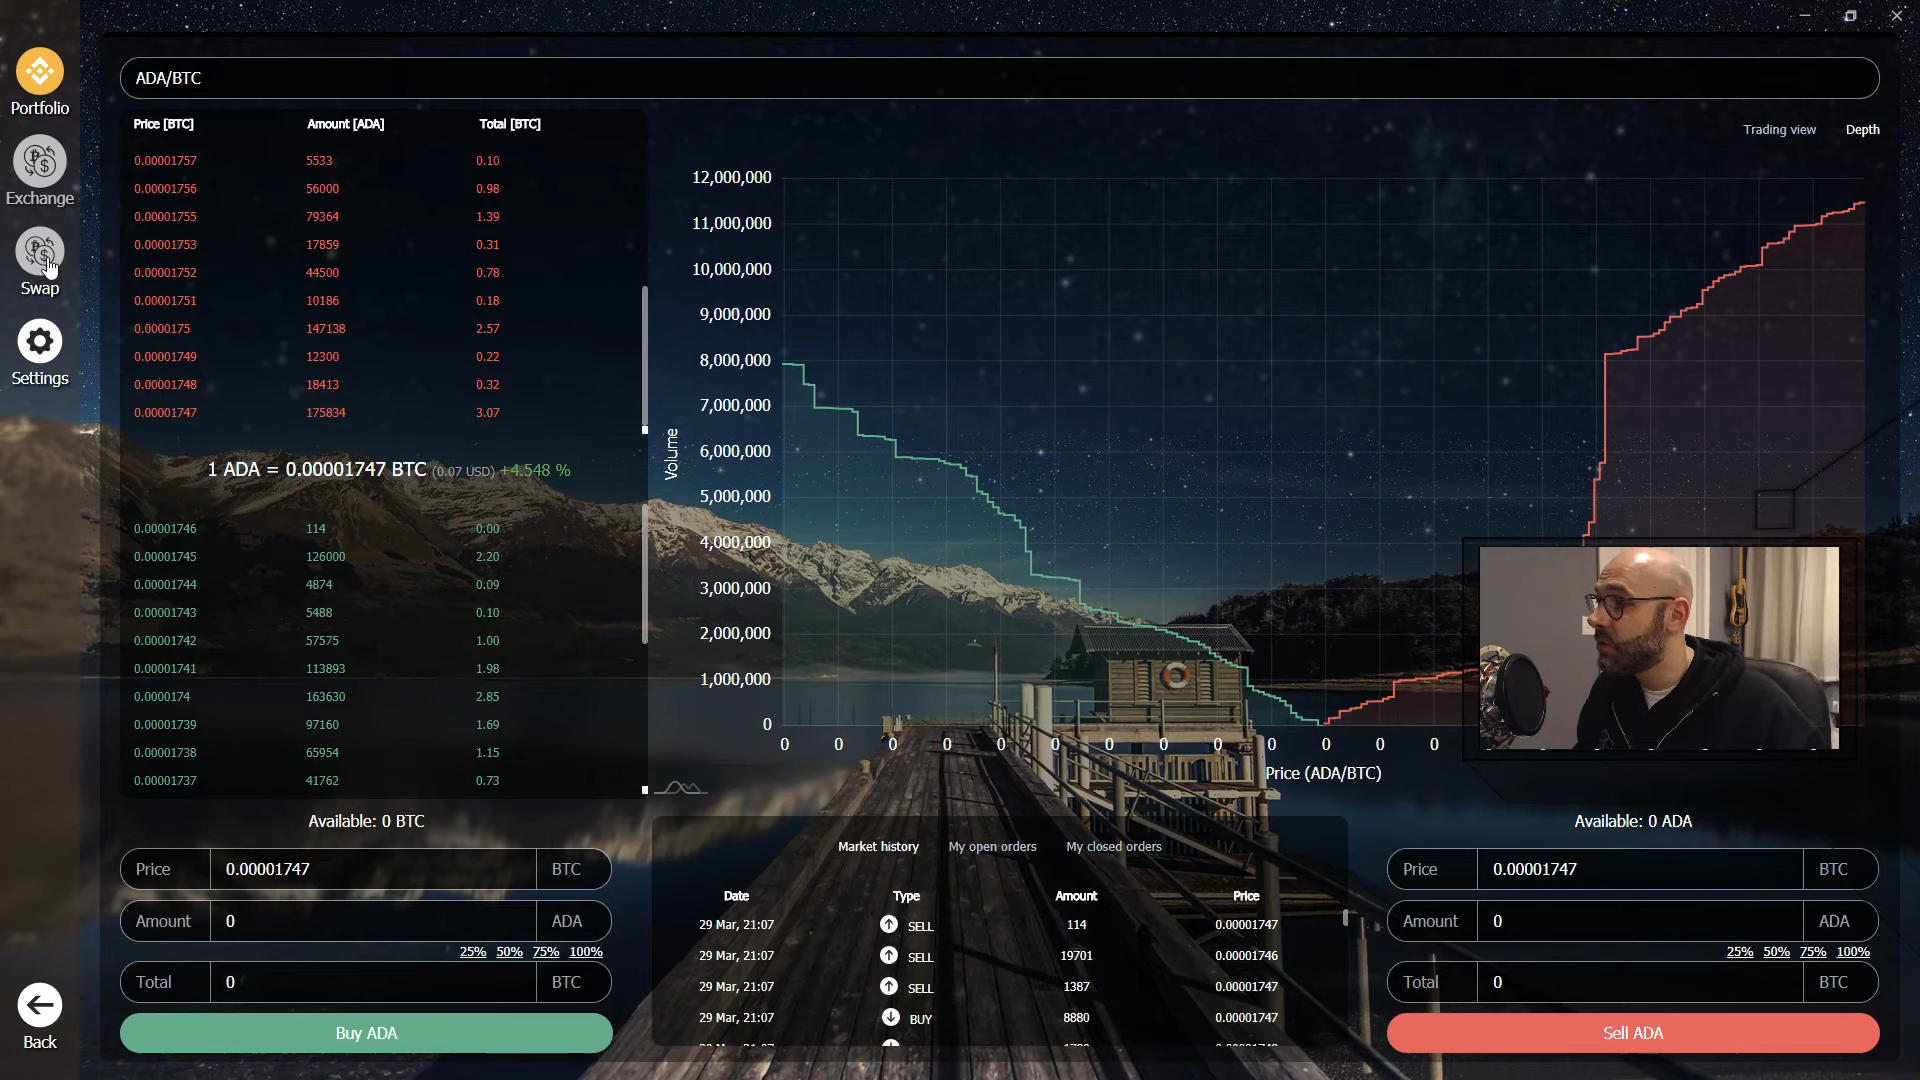 Portfolio
Exchange
Swap
Settings
Back
ADA/BTC
Price [BTC] Amount [ADA] Total [BTC]
0.00001757 5533 0.10
0.00001756 56000 0.98
0.00001755 79364 1.39
0.00001753 17859 0.31
0.00001752 44500 0.78
0.00001751 10186 0.18
0.0000175 147138 2.57
0.00001749 12300 0.22
0.00001748 18413 0.32
0.00001747 175834 3.07
1 ADA = 0.00001747 BTC (0.07 USD) +4.548 %
0.00001746 114 0.00
0.00001745 126000 2.20
0.00001744 4874 0.09
0.00001743 5488 0.10
0.00001742 57575 1.00
0.00001741 113893 1.98
0.0000174 163630 2.85
0.00001739 97160 1.69
0.00001738 65954 1.15
0.00001737 41762 0.73
Trading view Depth
12,000,000
11,000,000
10,000,000
9,000,000
8,000,000
7,000,000
6,000,000
5,000,000
4,000,000
3,000,000
2,000,000
1,000,000
0
Volume
0 0 0 0 0 0 0 0 0 0 0 0 0
Price (ADA/BTC)
Available: 0 BTC
Price 0.00001747 BTC
Amount 0 ADA
25% 50% 75% 100%
Total 0 BTC
Buy ADA
Market history My open orders My closed orders
Date Type Amount Price
29 Mar, 21:07 SELL 114 0.00001747
29 Mar, 21:07 SELL 19701 0.00001746
29 Mar, 21:07 SELL 1387 0.00001747
29 Mar, 21:07 BUY 8880 0.00001747
Available: 0 ADA
Price 0.00001747 BTC
Amount 0 ADA
25% 50% 75% 100%
Total 0 BTC
Sell ADA